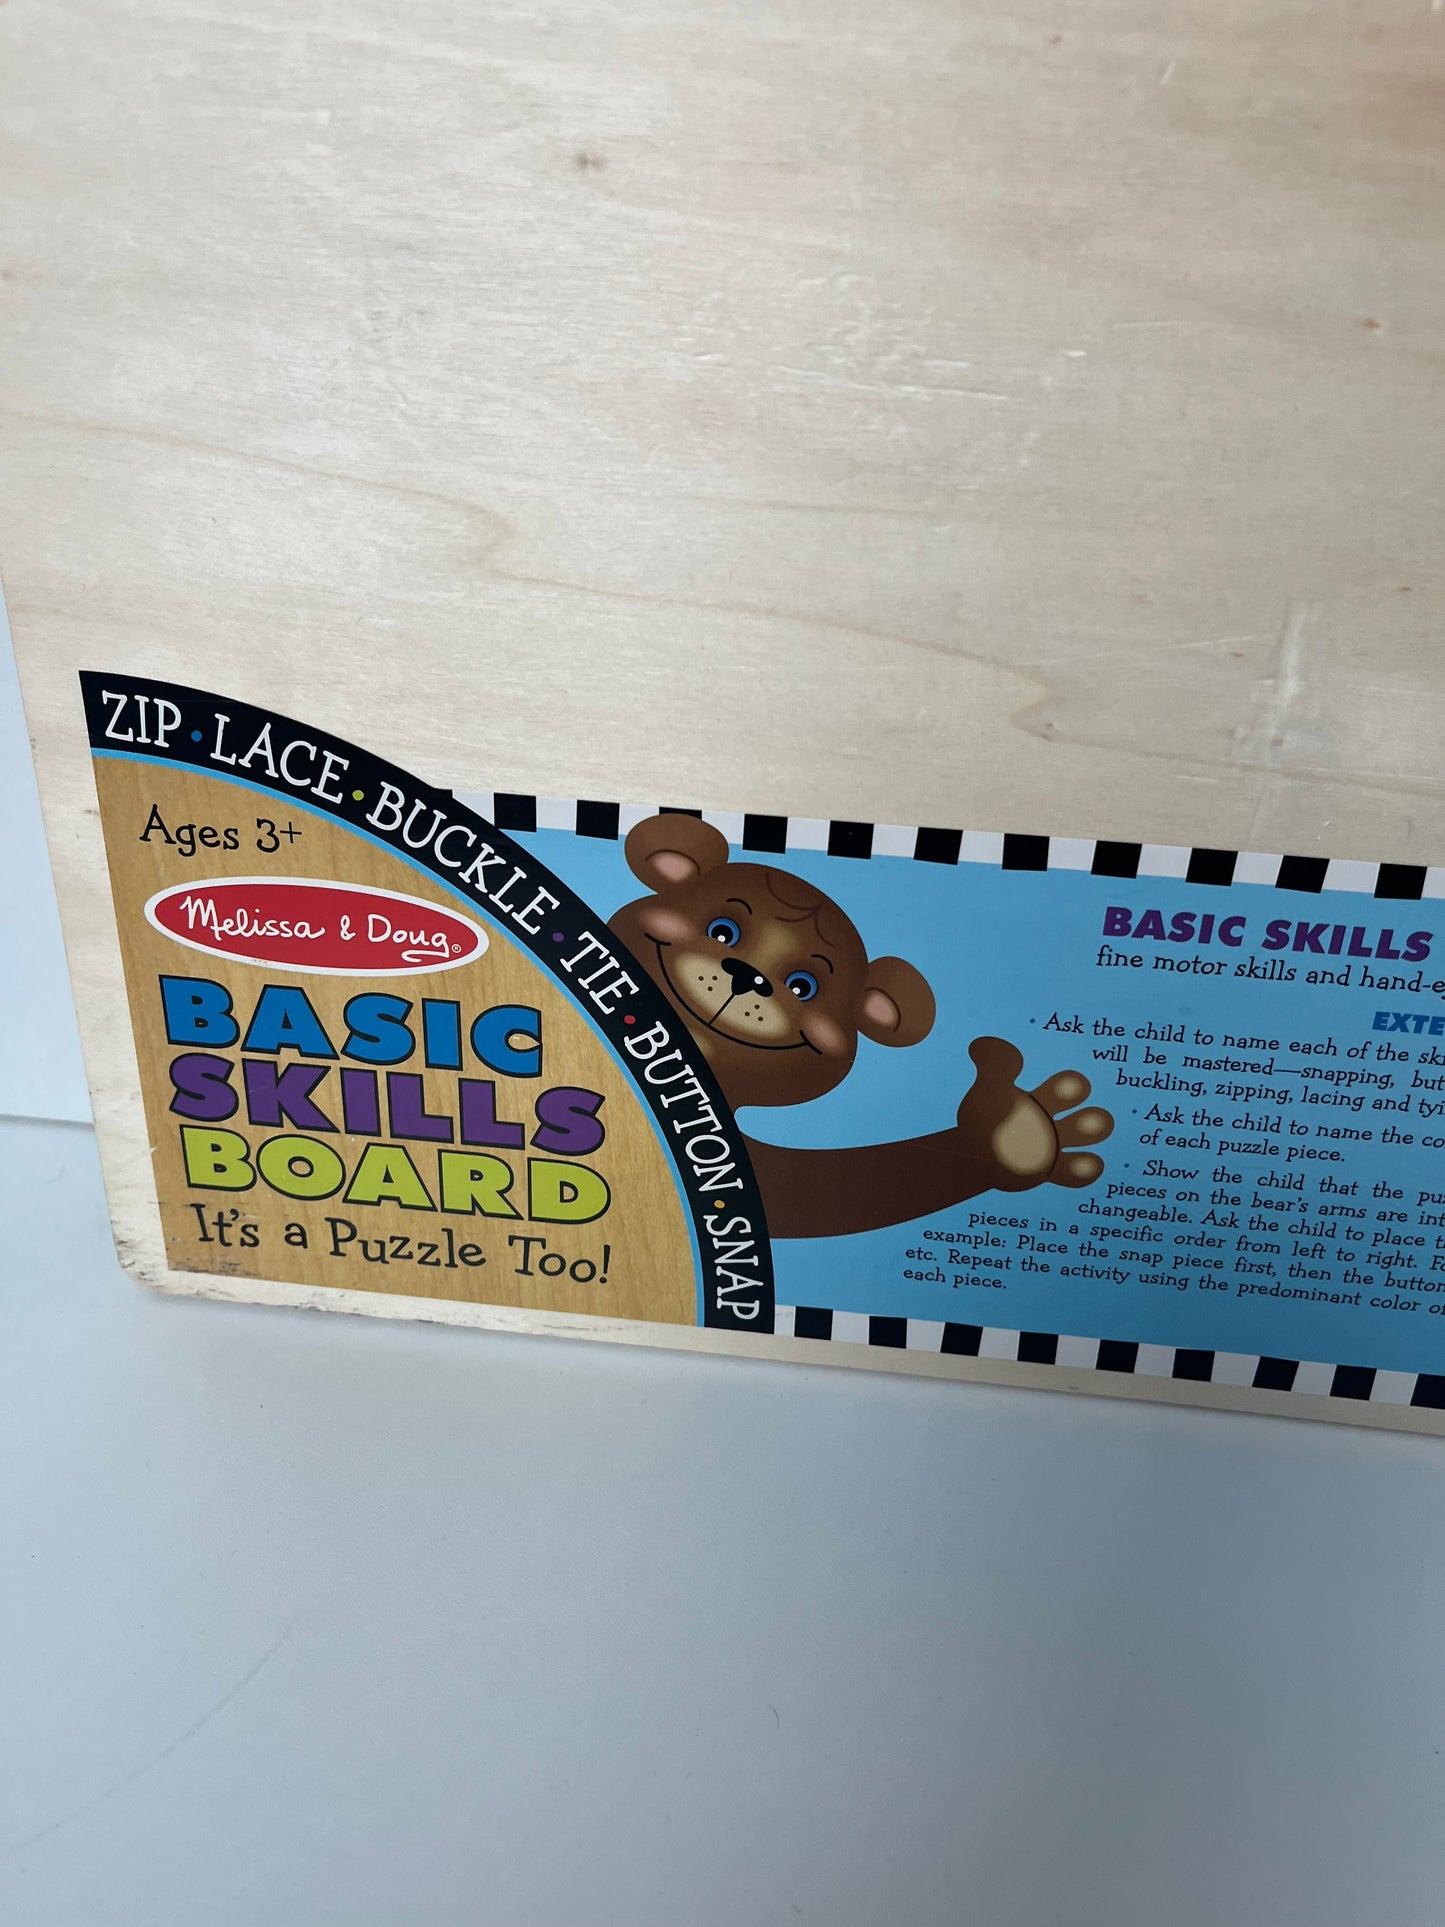 ZIP • LACE • BUCKLE • TIE • BUTTON • SNAP
Ages 3+
Melissa & Doug®
BASIC
SKILLS
BOARD
It's a Puzzle Too!
BASIC SKILLS
fine motor skills and
• Ask the child to name each of the
will be mastered—snapping,
buckling, zipping, lacing and
• Ask the child to name the
of each puzzle piece.
• Show the child that the
pieces on the bear's arms are
changeable. Ask the child to place
pieces in a specific order from left to right.
example: Place the snap piece first, then the button
etc. Repeat the activity using the predominant color
each piece.